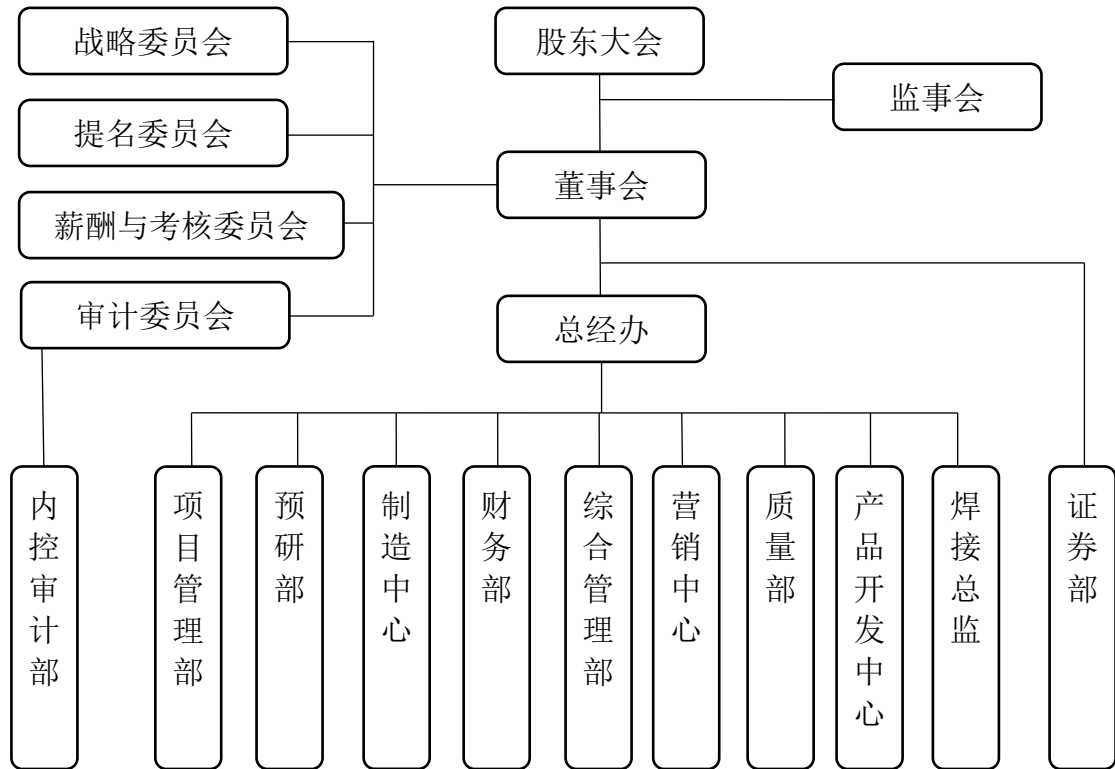 战略委员会
股东大会
监事会
提名委员会
董事会
薪酬与考核委员会
审计委员会
总经办
内控审计部
项目管理部
预研部
制造中心
财务部
综合管理部
营销中心
质量部
产品开发中心
焊接总监
证券部